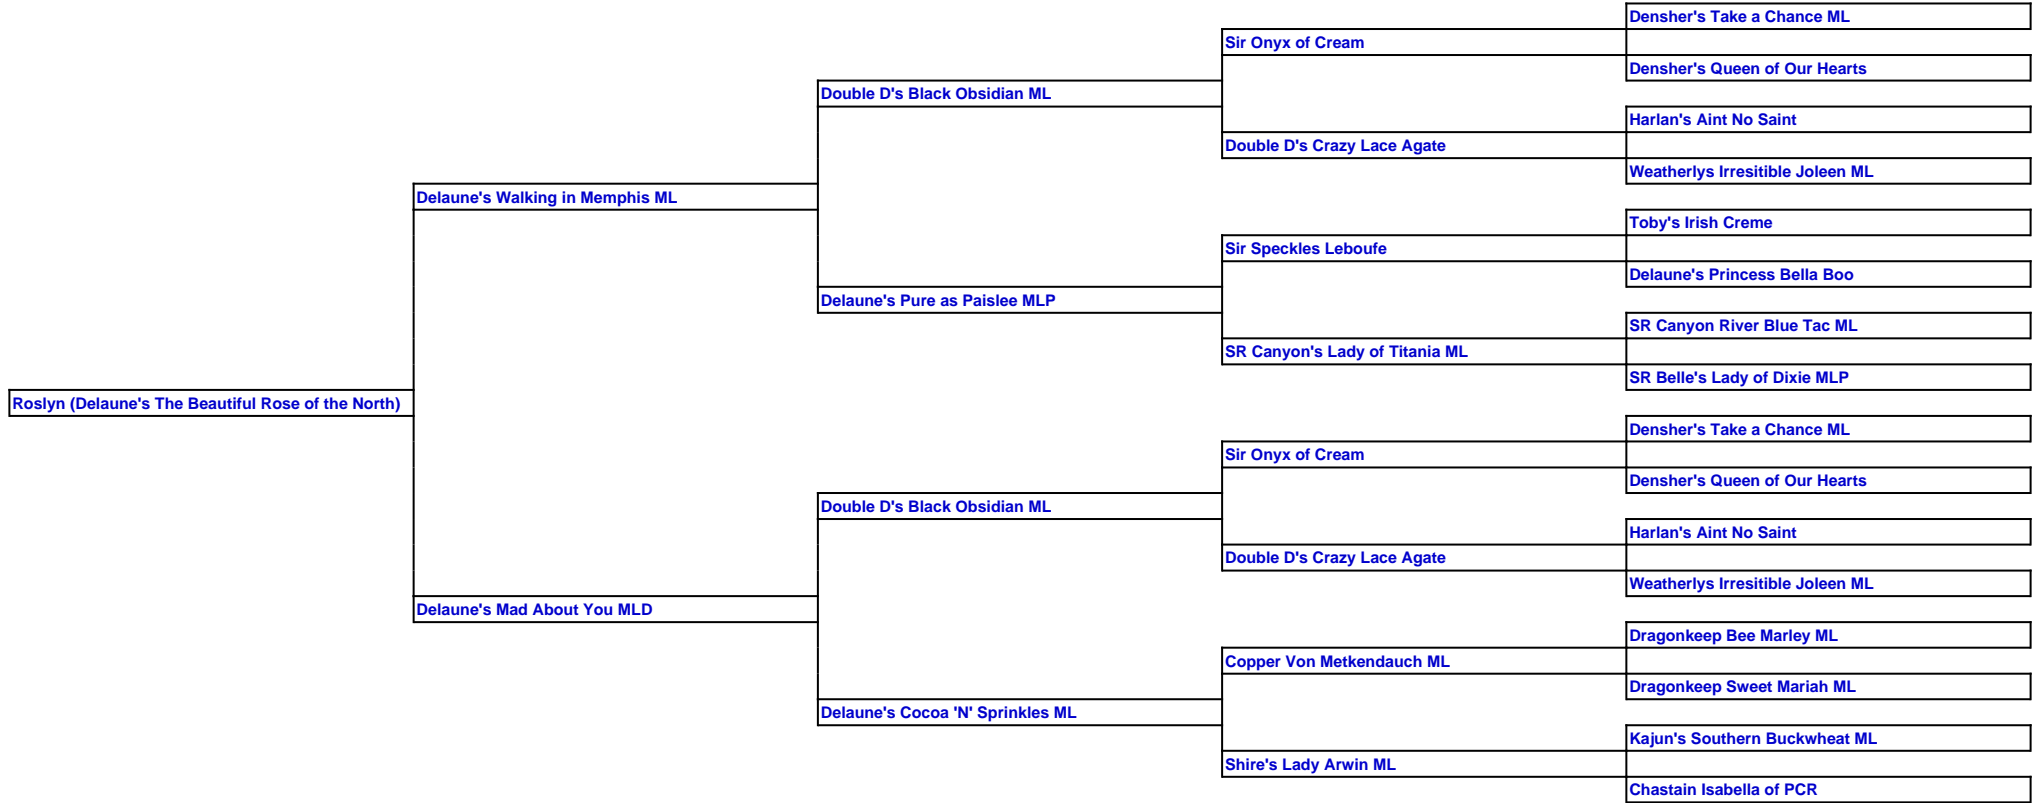 Densher's Take a Chance ML
Sir Onyx of Cream
Densher's Queen of Our Hearts
Double D's Black Obsidian ML
Harlan's Aint No Saint
Double D's Crazy Lace Agate
Weatherlys Irresitible Joleen ML
Delaune's Walking in Memphis ML
Toby's Irish Creme
Sir Speckles Leboufe
Delaune's Princess Bella Boo
Delaune's Pure as Paislee MLP
SR Canyon River Blue Tac ML
SR Canyon's Lady of Titania ML
SR Belle's Lady of Dixie MLP
Roslyn (Delaune's The Beautiful Rose of the North)
Densher's Take a Chance ML
Sir Onyx of Cream
Densher's Queen of Our Hearts
Double D's Black Obsidian ML
Harlan's Aint No Saint
Double D's Crazy Lace Agate
Weatherlys Irresitible Joleen ML
Delaune's Mad About You MLD
Dragonkeep Bee Marley ML
Copper Von Metkendauch ML
Dragonkeep Sweet Mariah ML
Delaune's Cocoa 'N' Sprinkles ML
Kajun's Southern Buckwheat ML
Shire's Lady Arwin ML
Chastain Isabella of PCR